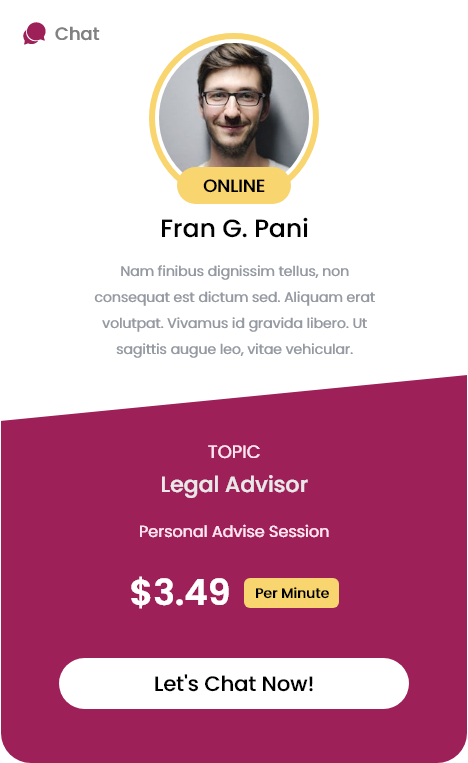 Chat
ONLINE
Fran G. Pani
Nam finibus dignissim tellus, non
consequat est dictum sed. Aliquam erat
volutpat. Vivamus id gravida libero. Ut
sagittis augue leo, vitae vehicular.
TOPIC
Legal Advisor
Personal Advise Session
$3.49 Per Minute
Let's Chat Now!